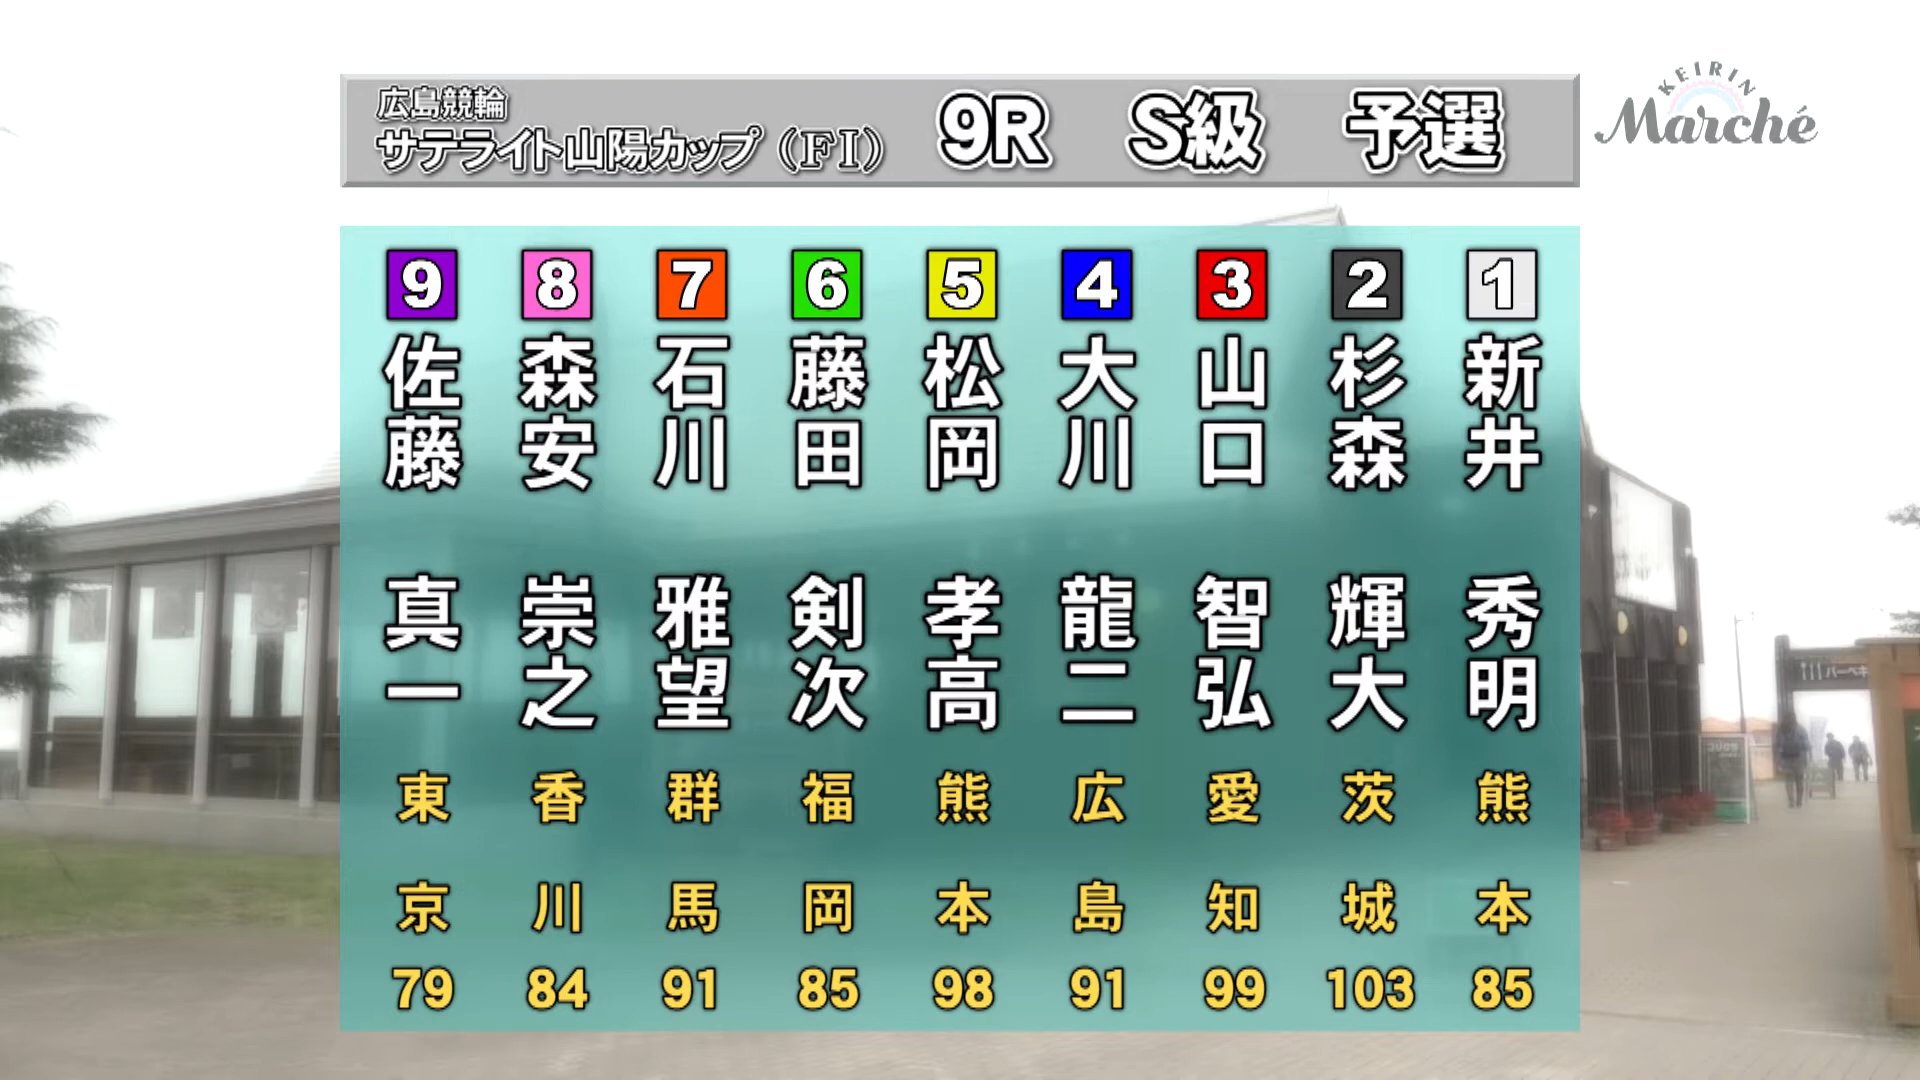 広島競輪
サテライト山陽カップ（FⅠ）
9R S級 予選
KEIRIN
Marché
1 新井 秀明 熊本 85
2 杉森 輝大 茨城 103
3 山口 智弘 愛知 99
4 大川 龍二 広島 91
5 松岡 孝高 熊本 98
6 藤田 剣次 福岡 85
7 石川 雅望 群馬 91
8 森安 崇之 香川 84
9 佐藤 真一 東京 79